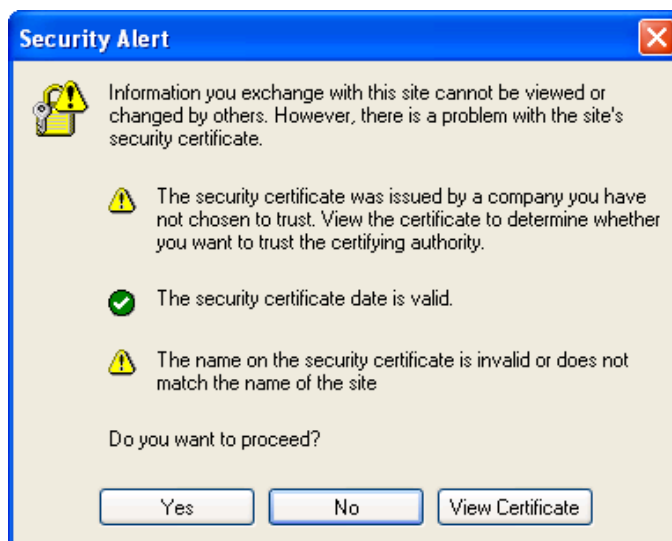 Security Alert
Information you exchange with this site cannot be viewed or
changed by others. However, there is a problem with the site's
security certificate.
The security certificate was issued by a company you have
not chosen to trust. View the certificate to determine whether
you want to trust the certifying authority.
The security certificate date is valid.
The name on the security certificate is invalid or does not
match the name of the site
Do you want to proceed?
Yes No View Certificate